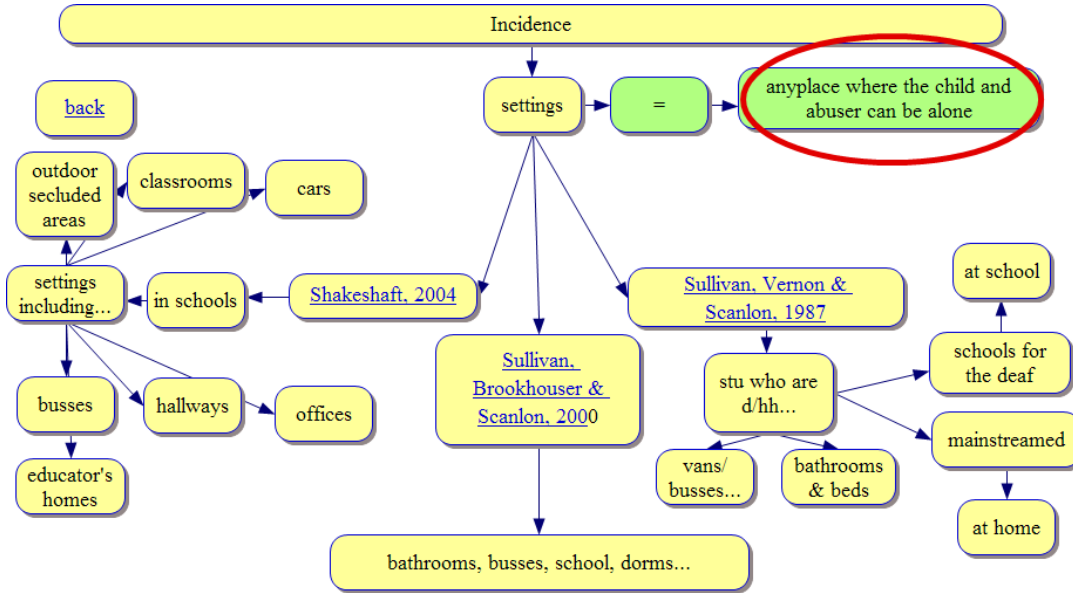 Incidence
settings
=
anyplace where the child and
abuser can be alone
back
outdoor
secluded
areas
classrooms
cars
settings
including...
in schools
Shakeshaft, 2004
busses
hallways
offices
educator's
homes
Sullivan,
Brookhouser &
Scanlon, 2000
bathrooms, busses, school, dorms...
Sullivan, Vernon &
Scanlon, 1987
stu who are
d/hh...
vans/
busses...
bathrooms
& beds
at school
schools for
the deaf
mainstreamed
at home